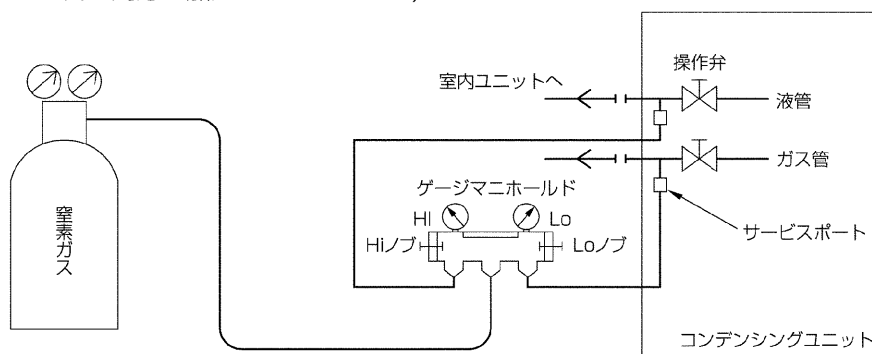 操作弁
室内ユニットへ
液管
ガス管
ゲージマニホールド
HI
Lo
Hiノブ
Loノブ
サービスポート
窒素ガス
コンデンシングユニット